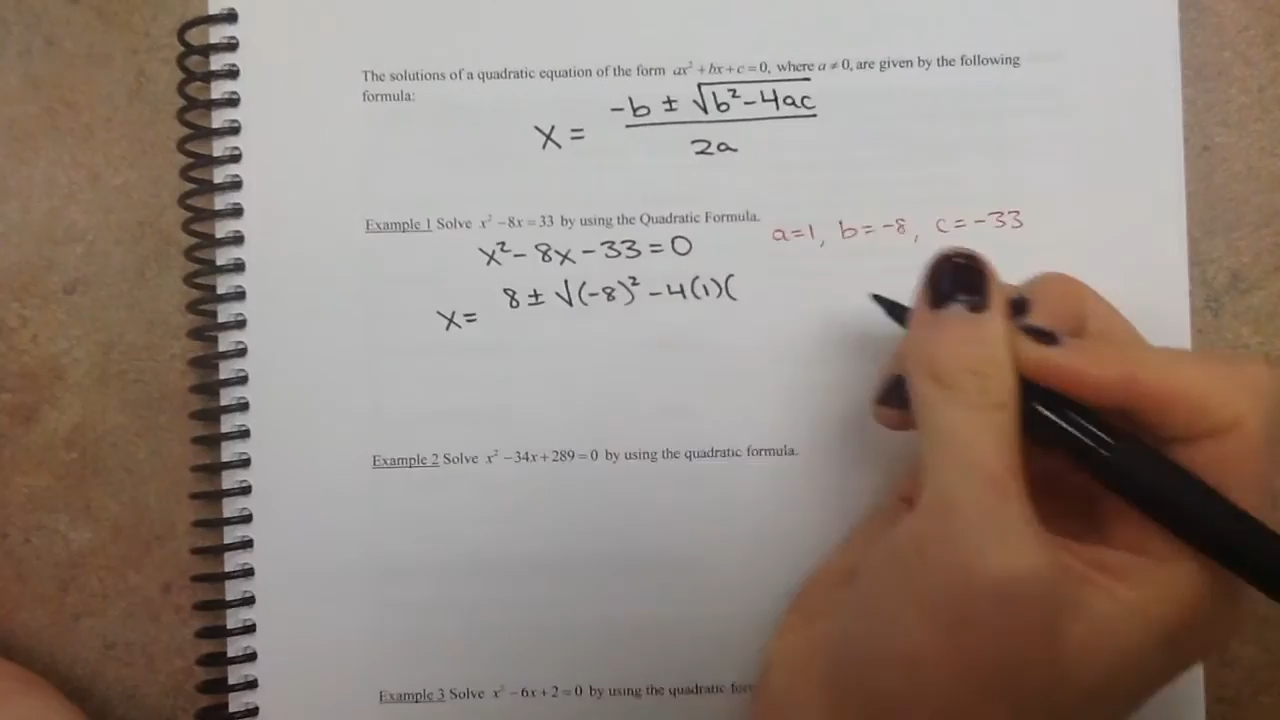 The solutions of a quadratic equation of the form ax² + bx + c = 0, where a ≠ 0, are given by the following
formula:
x = -b ± √b² - 4ac / 2a
Example 1 Solve x² - 8x = 33 by using the Quadratic Formula.
a=1, b=-8, c=-33
x² - 8x - 33 = 0
x = 8 ± √(-8)² - 4(1)(
Example 2 Solve x² - 34x + 289 = 0 by using the quadratic formula.
Example 3 Solve x² - 6x + 2 = 0 by using the quadratic